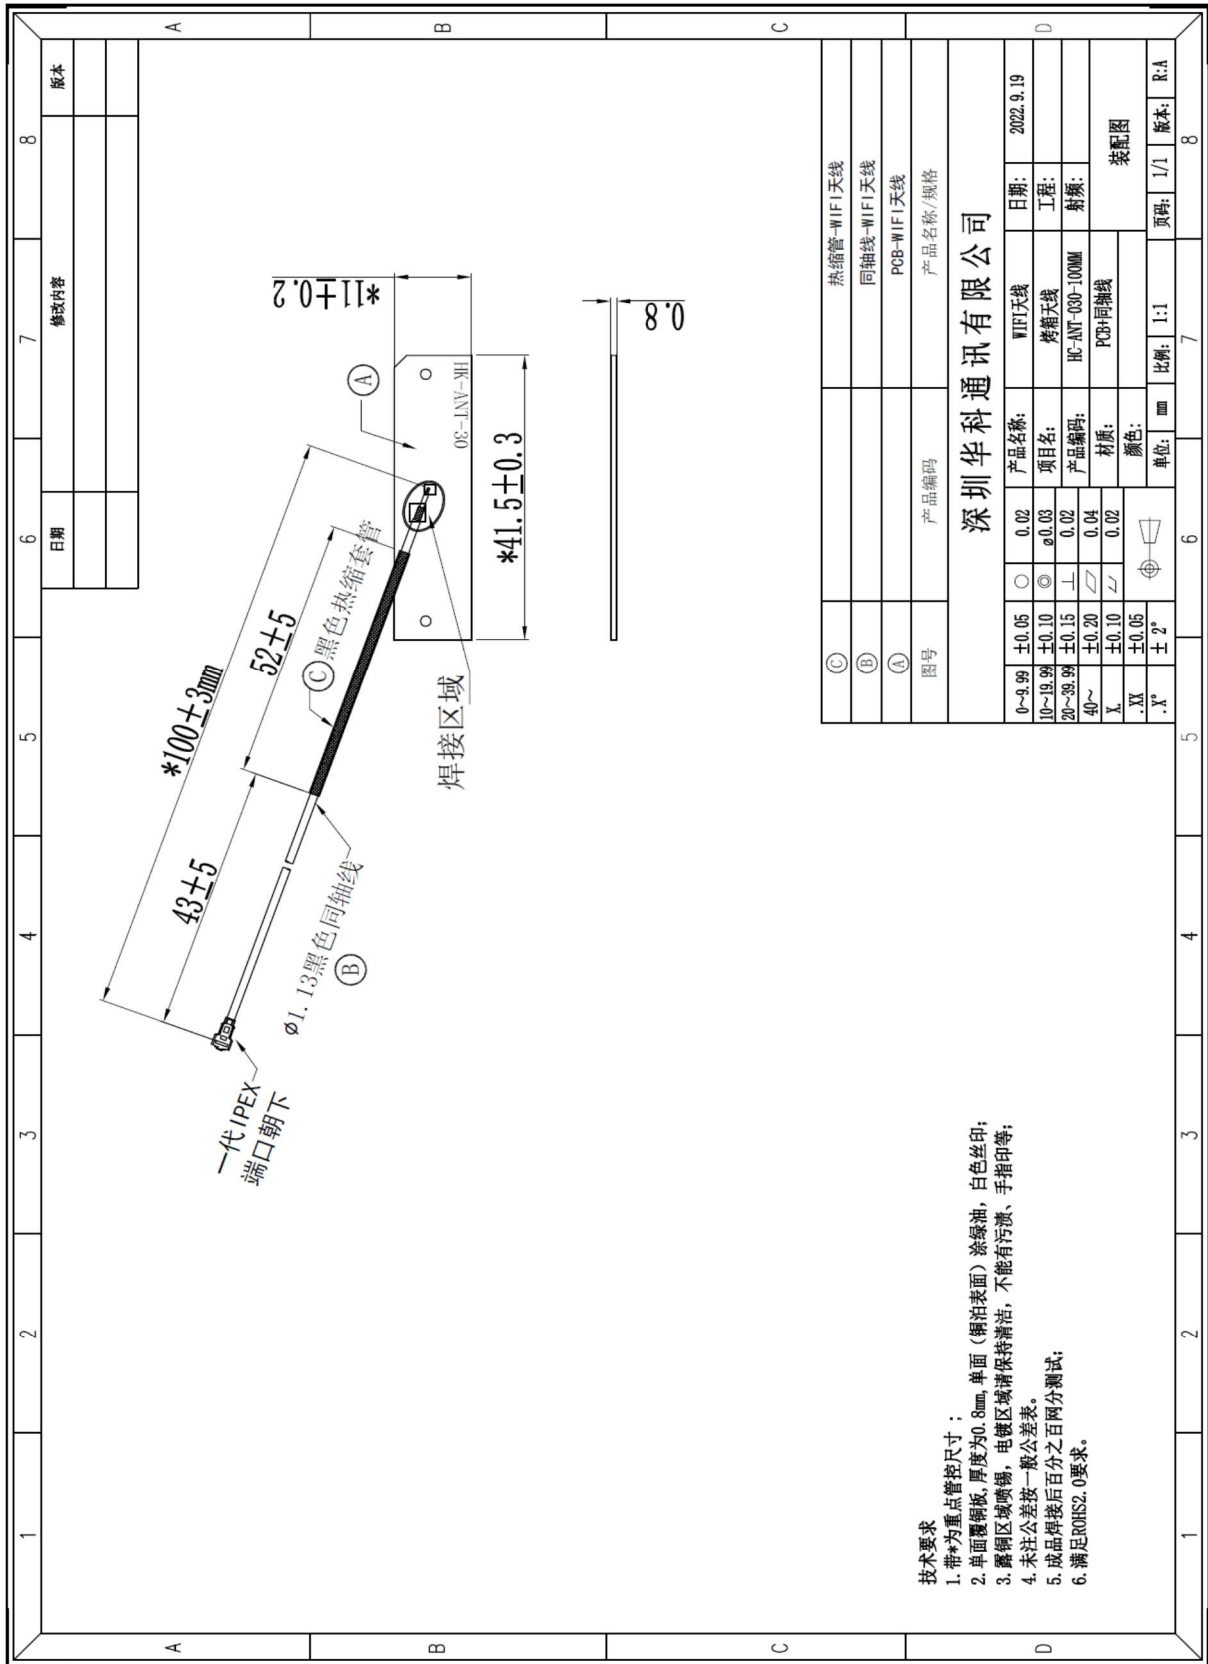 1
2
3
4
5
6
7
8
A
B
C
D
日期
修改内容
版本
*100±3mm
43±5
52±5
一代IPEX
端口朝下
ϕ1.13黑色同轴线
B
C
黑色热缩套管
焊接区域
A
HK-ANT-30
*11±0.2
*41.5±0.3
0.8
C 热缩管-WIFI天线
B 同轴线-WIFI天线
A PCB-WIFI天线
图号 产品编码 产品名称/规格
深圳华科通讯有限公司
0~9.99 ±0.05 ○ 0.02 产品名称: WIFI天线 日期: 2022.9.19
10~19.99 ±0.10 ◎ ø0.03 项目名: 烤箱天线 工程:
20~39.99 ±0.15 ⊥ 0.02 产品编码: HC-ANT-030-100MM 射频:
40~ ±0.20 ▱ 0.04 材质: PCB+同轴线 装配图
X. ±0.10 0.02 颜色:
.XX ±0.05
.X° ± 2° 单位: mm 比例: 1:1 页码: 1/1 版本: R:A
技术要求
1.带*为重点管控尺寸;
2.单面覆铜板,厚度为0.8mm,单面(铜泊表面)涂绿油, 白色丝印;
3.露铜区域喷锡, 电镀区域请保持清洁, 不能有污渍、手指印等;
4.未注公差按一般公差表。
5.成品焊接后百分之百网分测试;
6.满足ROHS2.0要求。
1
2
3
4
5
6
7
8
A
B
C
D